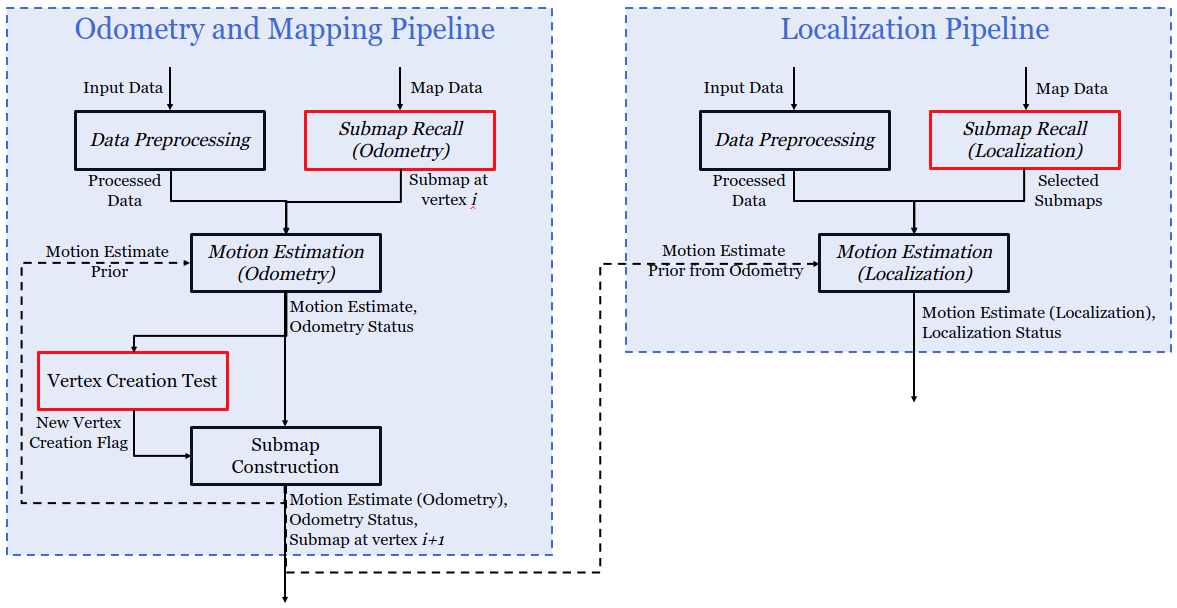 Odometry and Mapping Pipeline
Input Data
Map Data
Data Preprocessing
Submap Recall
(Odometry)
Processed
Data
Submap at
vertex i
Motion Estimate
Prior
Motion Estimation
(Odometry)
Motion Estimate,
Odometry Status
Vertex Creation Test
New Vertex
Creation Flag
Submap
Construction
Motion Estimate (Odometry),
Odometry Status,
Submap at vertex i+1
Localization Pipeline
Input Data
Map Data
Data Preprocessing
Submap Recall
(Localization)
Processed
Data
Selected
Submaps
Motion Estimate
Prior from Odometry
Motion Estimation
(Localization)
Motion Estimate (Localization),
Localization Status